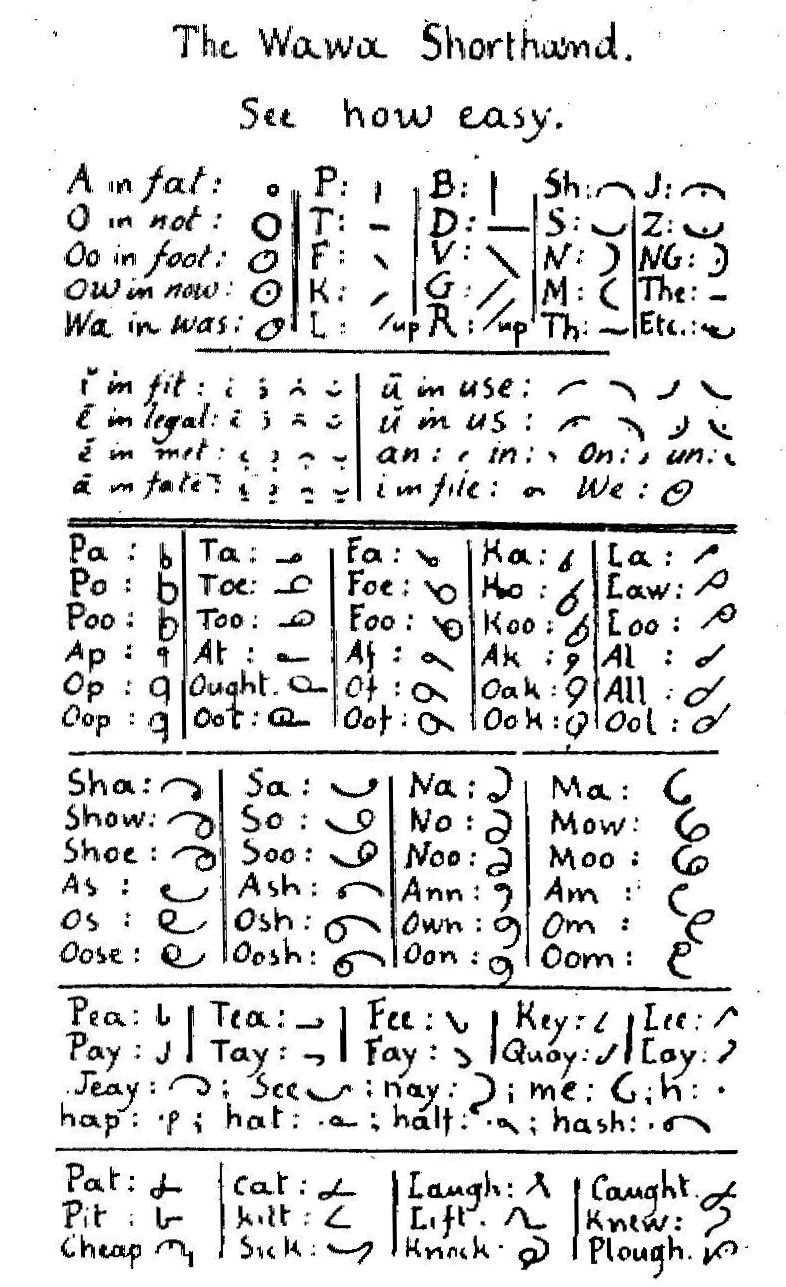 The Wawa Shorthand.
See how easy.
A in fat: P: B: Sh: J:
O in not: T: D: S: Z:
Oo in foot: F: V: N: NG:
OW in now: K: G: M: The:
Wa in was: L: up R: up Th: Etc.:
ĭ in fit: ū in use:
ē in legal: ŭ in us:
ĕ in met: an: in: On: un:
ā in fate: i in file: We:
Pa: Ta: Fa: Ka: La:
Po: Toe: Foe: Ko: Law:
Poo: Too: Foo: Koo: Loo:
Ap: At: Af: Ak: Al:
Op: Ought. Of: Oak: All:
Oop: Oot: Oof: Ook: Ool:
Sha: Sa: Na: Ma:
Show: So: No: Mow:
Shoe: Soo: Noo: Moo:
As: Ash: Ann: Am:
Os: Osh: Own: Om:
Oose: Oosh: Oon: Oom:
Pea: Tea: Fee: Key: Lee:
Pay: Tay: Fay: Quay: Lay:
Jeay: ; See ; nay: ; me: ; h:
hap: ; hat: ; half: ; hash:
Pat: Cat: Laugh: Caught.
Pit: kilt: Lift. Knew:
Cheap Sick: Knock. Plough.